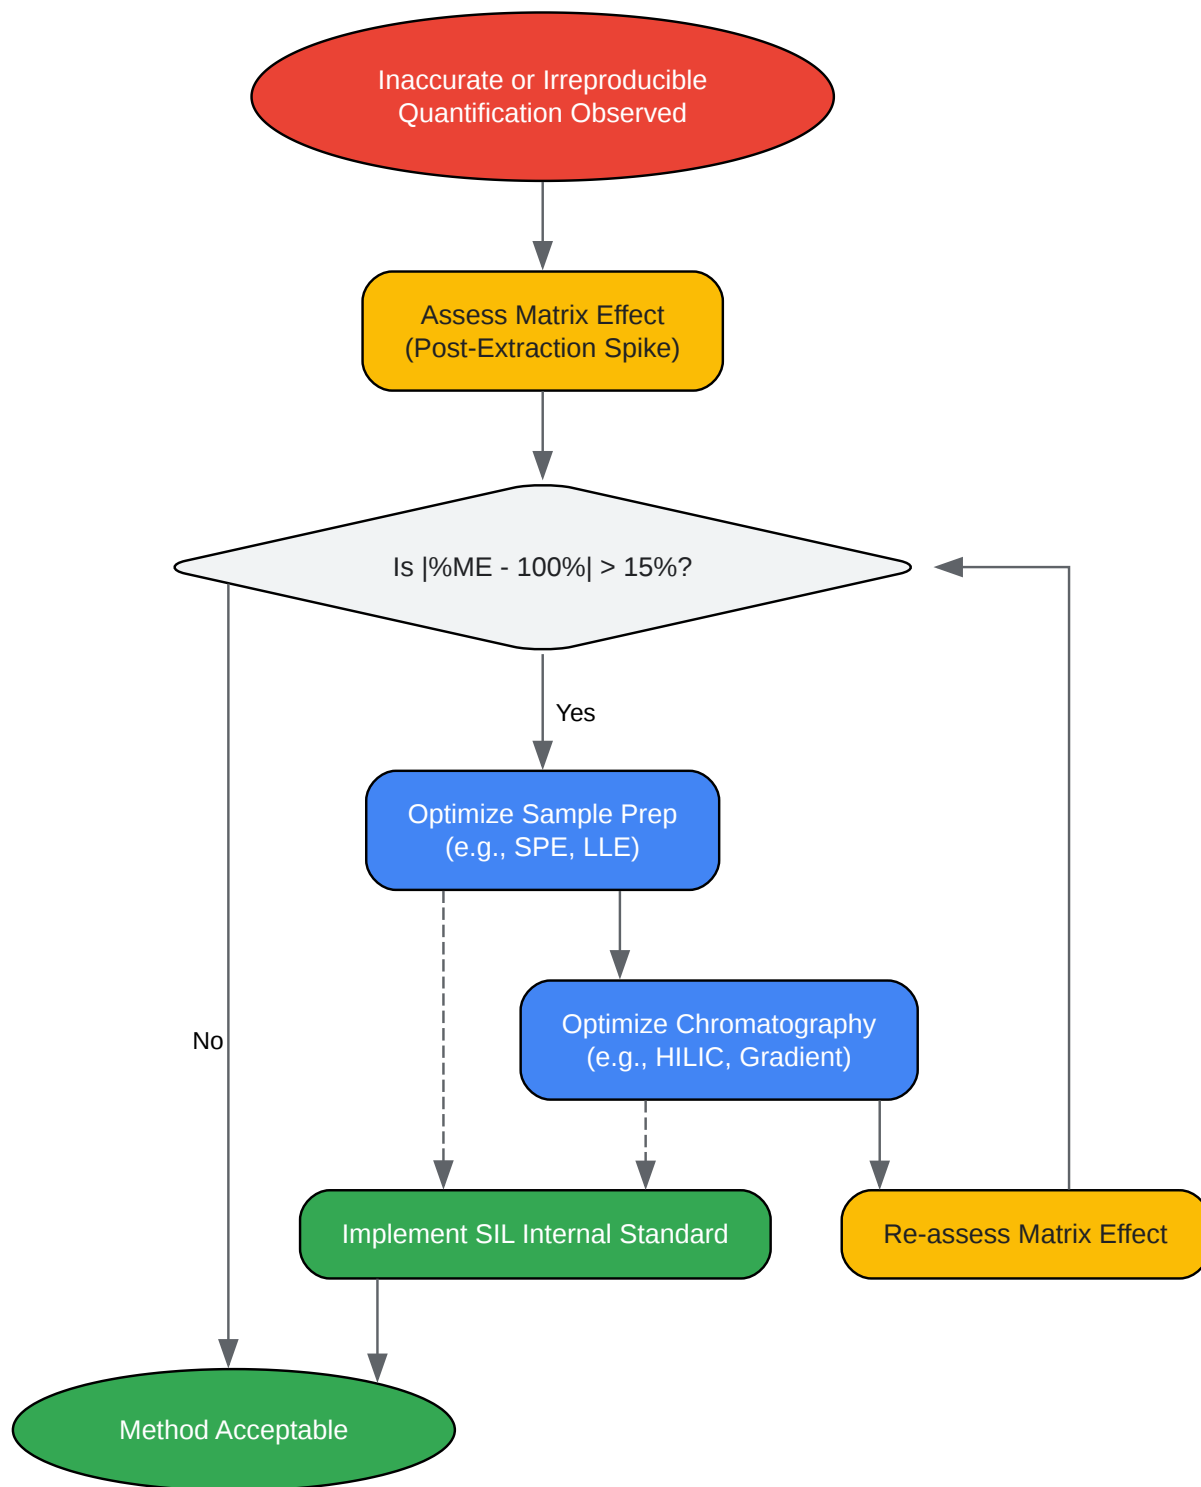 Inaccurate or Irreproducible
Quantification Observed
Assess Matrix Effect
(Post-Extraction Spike)
Is |%ME - 100%| > 15%?
Yes
Optimize Sample Prep
(e.g., SPE, LLE)
No
Optimize Chromatography
(e.g., HILIC, Gradient)
Implement SIL Internal Standard
Re-assess Matrix Effect
Method Acceptable